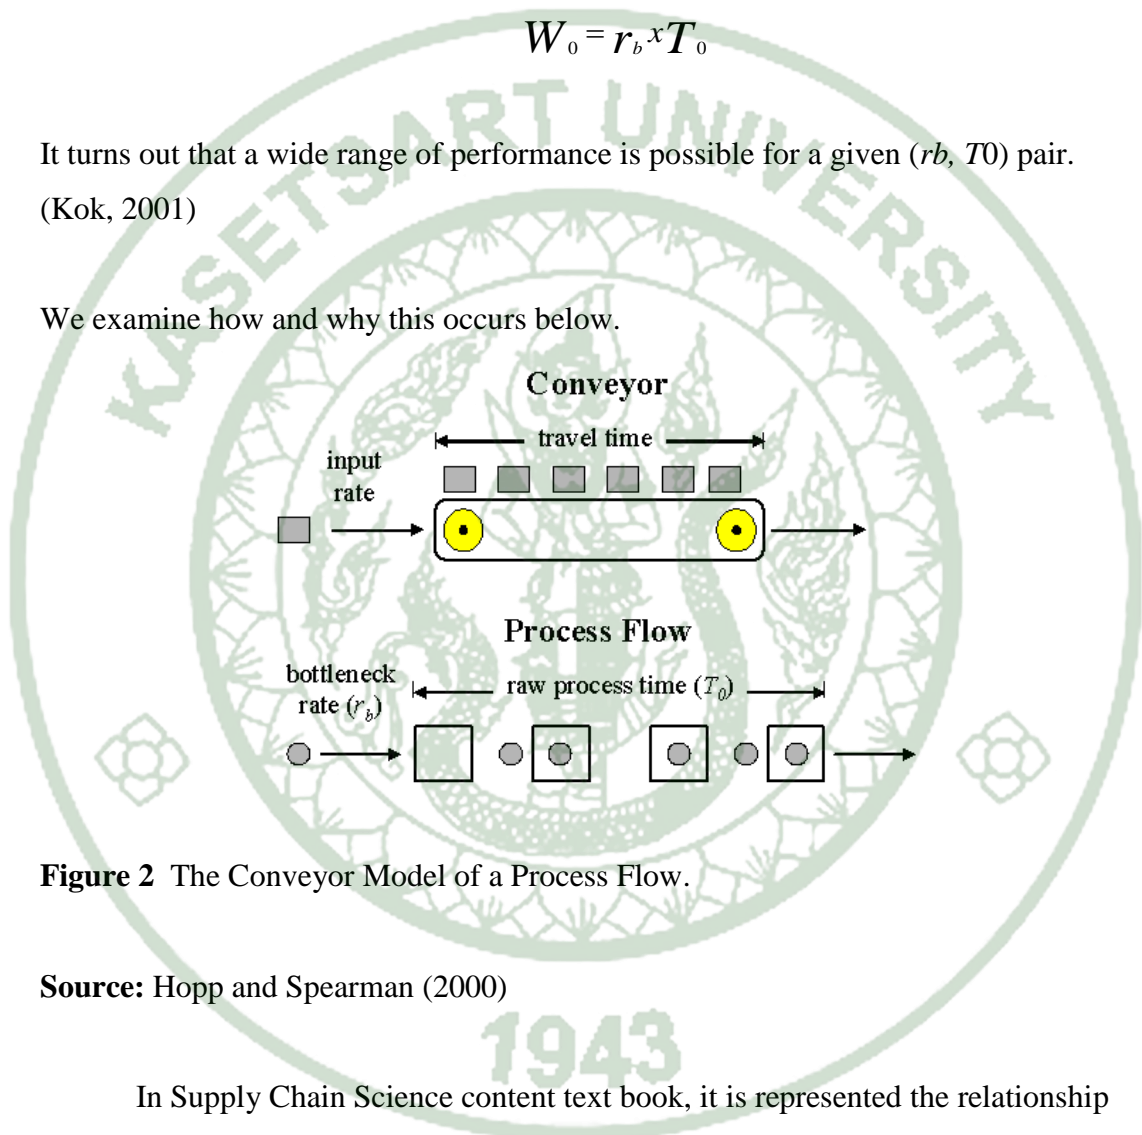 W₀ = r_b x T₀
KASETSART UNIVERSITY
It turns out that a wide range of performance is possible for a given (rb, T0) pair.
(Kok, 2001)
We examine how and why this occurs below.
Conveyor
travel time
input
rate
Process Flow
bottleneck
rate (r_b)
raw process time (T₀)
Figure 2 The Conveyor Model of a Process Flow.
Source: Hopp and Spearman (2000)
1943
In Supply Chain Science content text book, it is represented the relationship